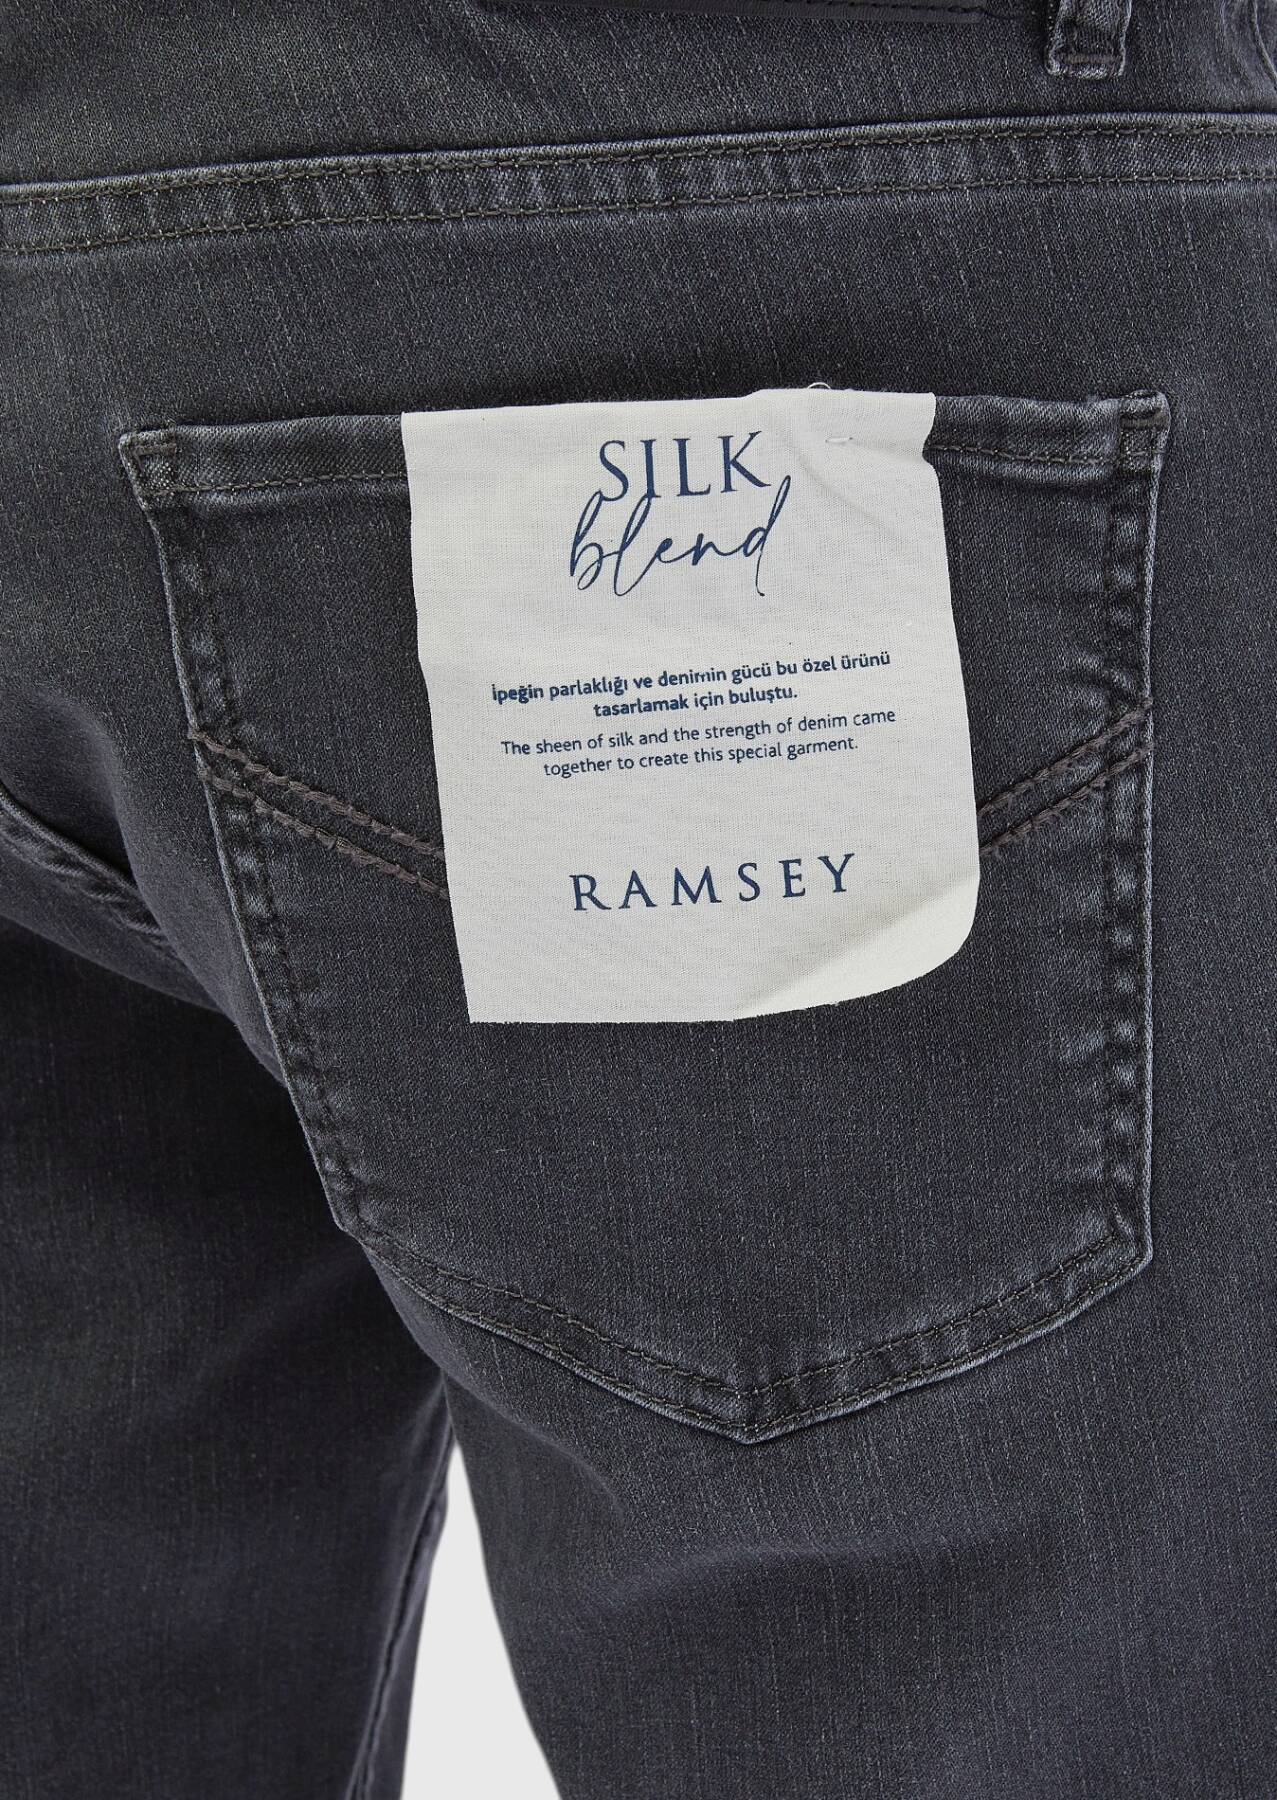 SILK
blend
İpeğin parlaklığı ve denimin gücü bu özel ürünü
tasarlamak için buluştu.
The sheen of silk and the strength of denim came
together to create this special garment.
RAMSEY